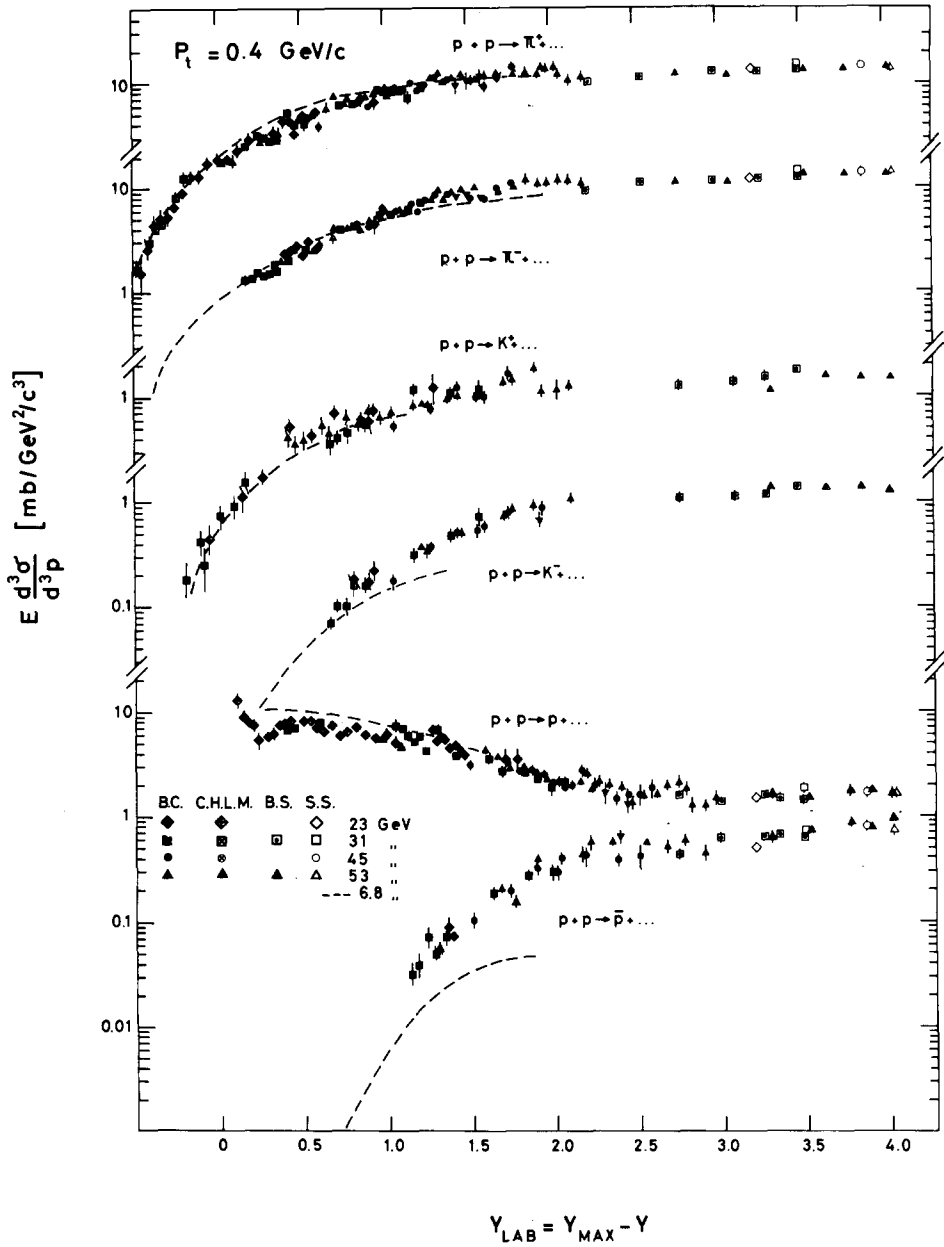 P_t = 0.4 GeV/c
p + p → π⁺+...
10
10
p + p → π⁻+...
1
p + p → K⁺+...
1
1
p + p → K⁻+...
0.1
p + p → p +...
10
B.C. C.H.L.M. B.S. S.S.
23 GeV
31 „
45 „
53 „
--- 6.8 „
1
p + p → p̄ +...
0.1
0.01
E d³σ/d³p [mb/GeV²/c³]
0 0.5 1.0 1.5 2.0 2.5 3.0 3.5 4.0
Y_LAB = Y_MAX − Y